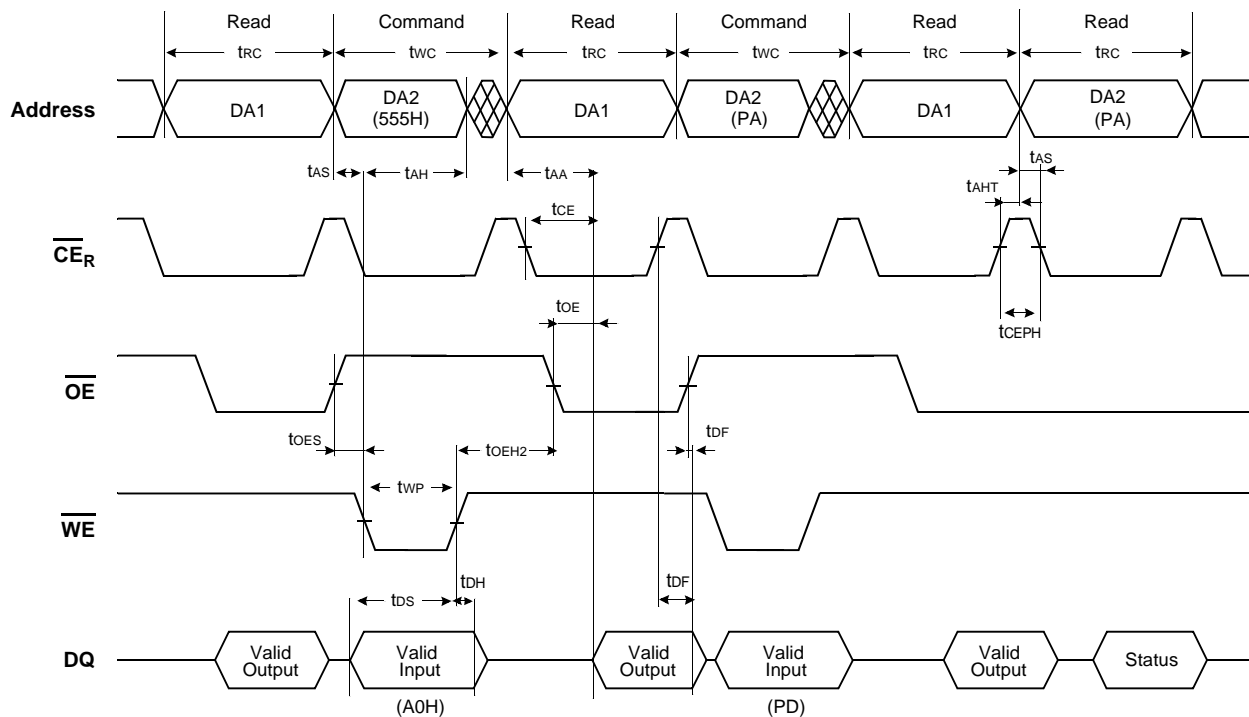 Read Command Read Command Read Read
tRC tWC tRC tWC tRC tRC
Address
DA1
DA2
(555H)
DA1
DA2
(PA)
DA1
DA2
(PA)
tAS tAH tAA tAS
tAHT
tCE
CER
tOE
tCEPH
OE
tOES
tOEH2
tDF
tWP
WE
tDH
tDS
tDF
DQ
Valid
Output
Valid
Input
Valid
Output
Valid
Input
Valid
Output
Status
(A0H) (PD)